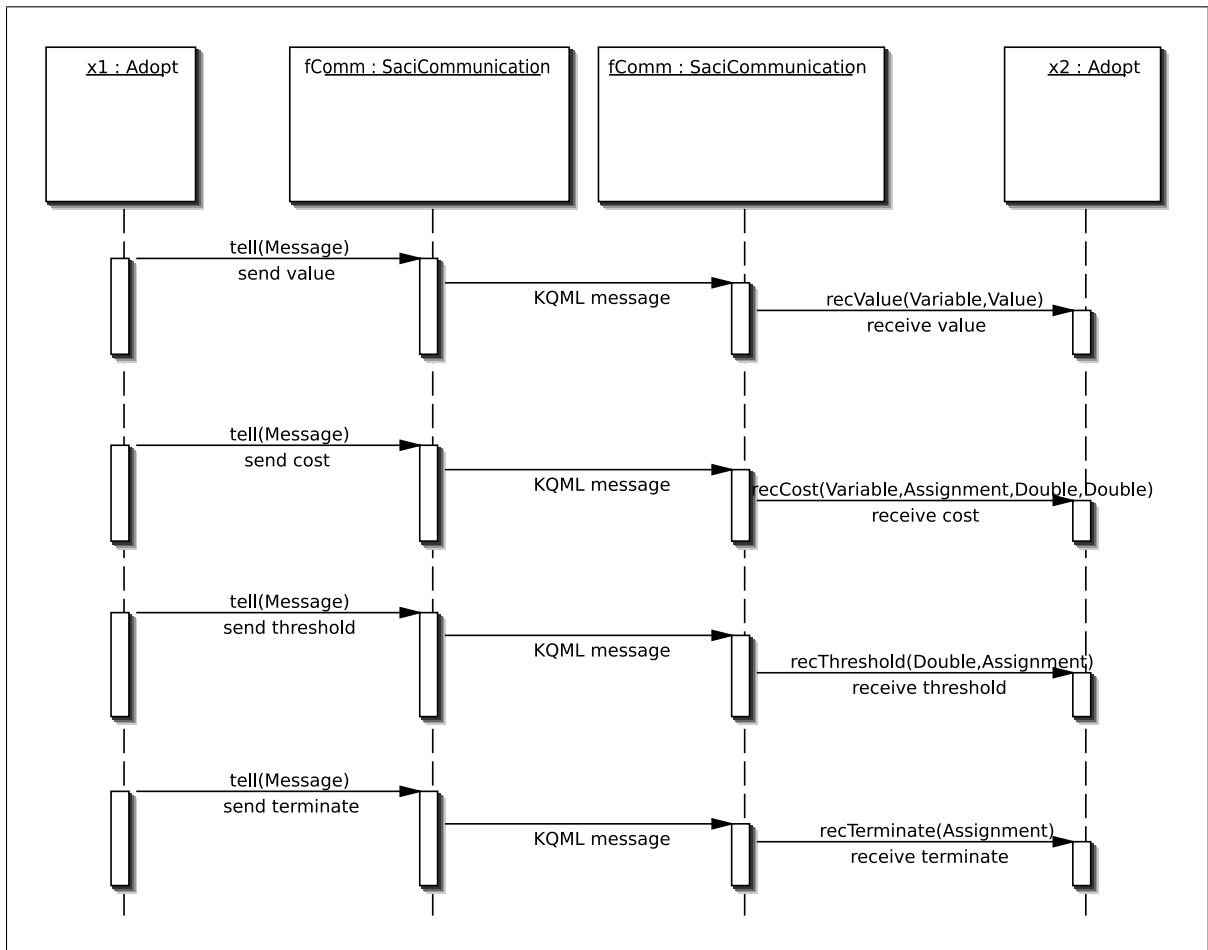 x1 : Adopt
fComm : SaciCommunication
fComm : SaciCommunication
x2 : Adopt
tell(Message)
send value
KQML message
recValue(Variable,Value)
receive value
tell(Message)
send cost
KQML message
recCost(Variable,Assignment,Double,Double)
receive cost
tell(Message)
send threshold
KQML message
recThreshold(Double,Assignment)
receive threshold
tell(Message)
send terminate
KQML message
recTerminate(Assignment)
receive terminate